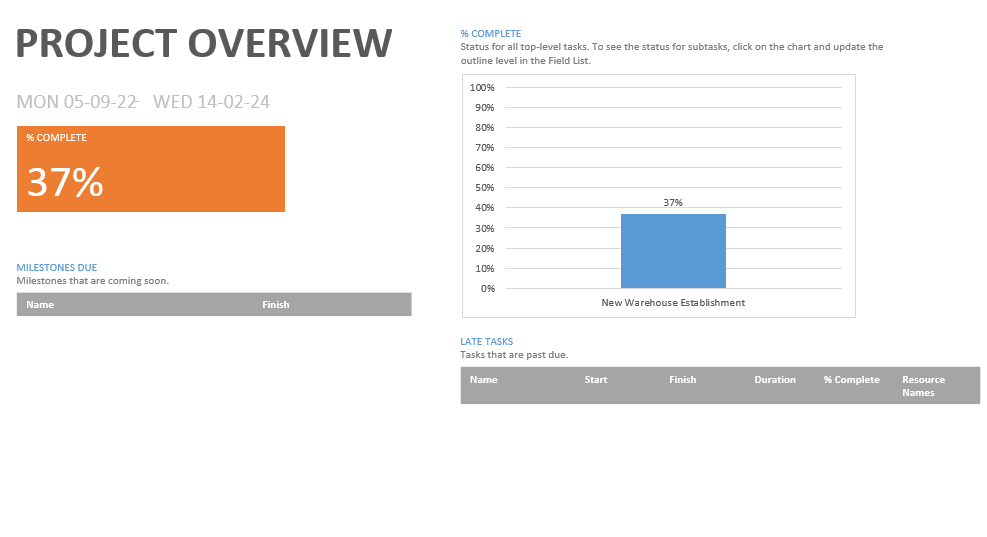 PROJECT OVERVIEW
MON 05-09-22- WED 14-02-24
% COMPLETE
37%
MILESTONES DUE
Milestones that are coming soon.
Name Finish
% COMPLETE
Status for all top-level tasks. To see the status for subtasks, click on the chart and update the
outline level in the Field List.
100%
90%
80%
70%
60%
50%
40%
30%
20%
10%
0%
37%
New Warehouse Establishment
LATE TASKS
Tasks that are past due.
Name Start Finish Duration % Complete Resource
Names